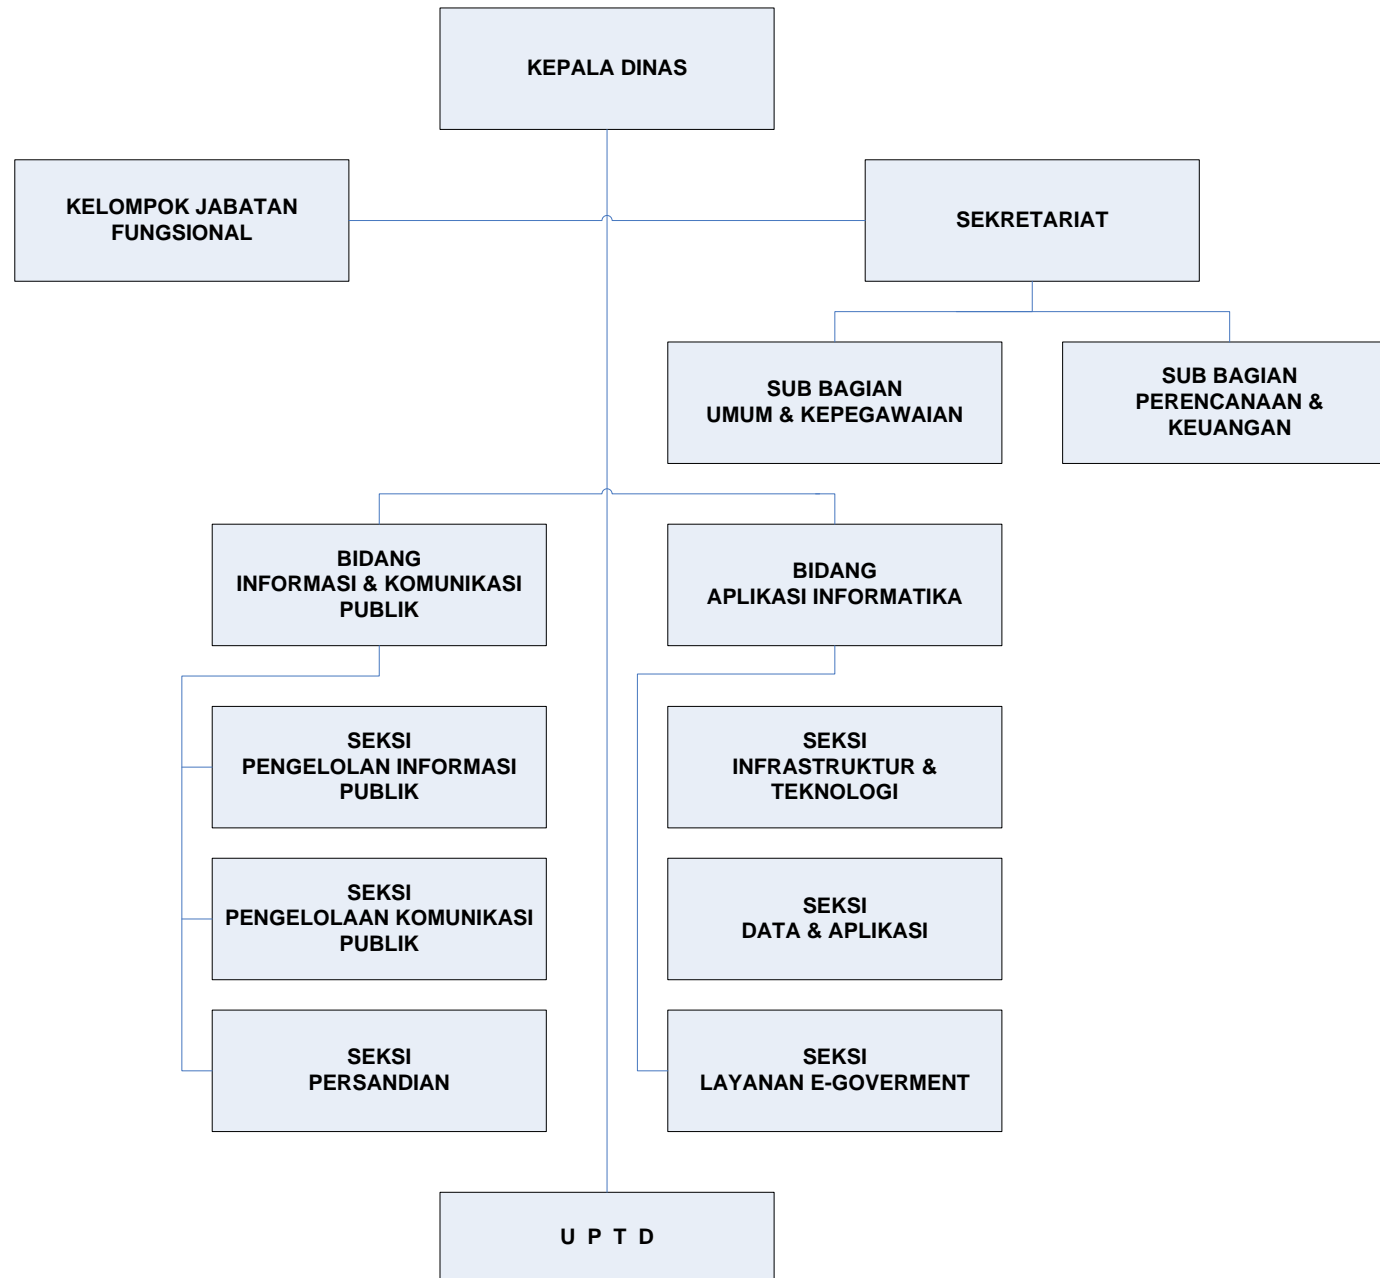 KEPALA DINAS
KELOMPOK JABATAN
FUNGSIONAL
SEKRETARIAT
SUB BAGIAN
UMUM & KEPEGAWAIAN
SUB BAGIAN
PERENCANAAN &
KEUANGAN
BIDANG
INFORMASI & KOMUNIKASI
PUBLIK
BIDANG
APLIKASI INFORMATIKA
SEKSI
PENGELOLAN INFORMASI
PUBLIK
SEKSI
INFRASTRUKTUR &
TEKNOLOGI
SEKSI
PENGELOLAAN KOMUNIKASI
PUBLIK
SEKSI
DATA & APLIKASI
SEKSI
PERSANDIAN
SEKSI
LAYANAN E-GOVERMENT
U P T D